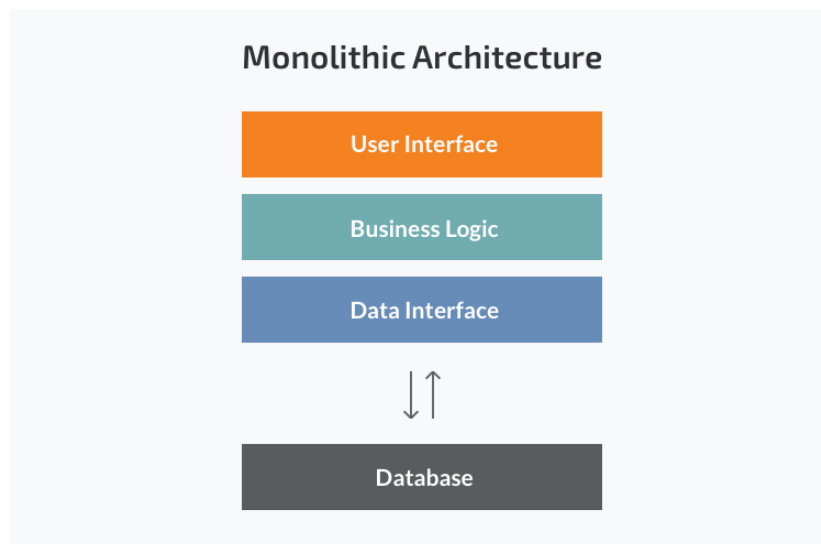 Monolithic Architecture
User Interface
Business Logic
Data Interface
Database